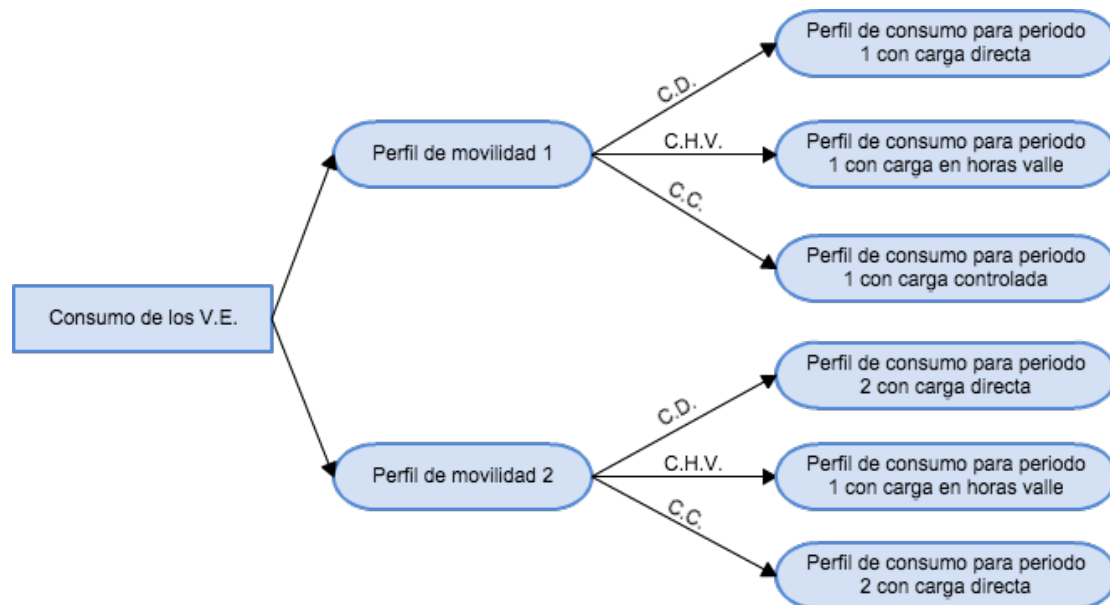 Consumo de los V.E.
Perfil de movilidad 1
C.D.
Perfil de consumo para periodo
1 con carga directa
C.H.V.
Perfil de consumo para periodo
1 con carga en horas valle
C.C.
Perfil de consumo para periodo
1 con carga controlada
Perfil de movilidad 2
C.D.
Perfil de consumo para periodo
2 con carga directa
C.H.V.
Perfil de consumo para periodo
1 con carga en horas valle
C.C.
Perfil de consumo para periodo
2 con carga directa